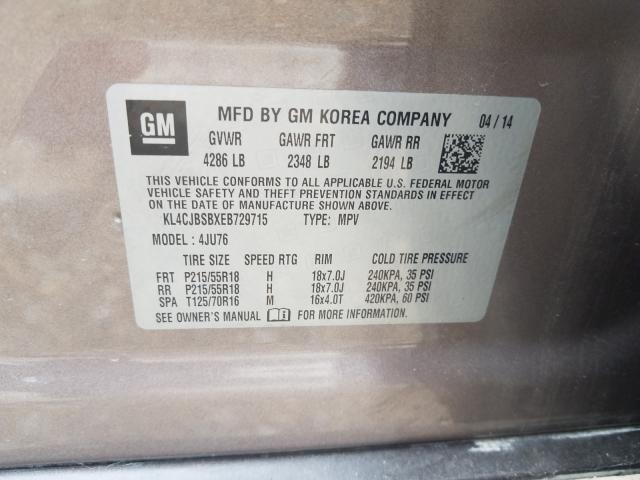 GM
MFD BY GM KOREA COMPANY 04 / 14
GVWR GAWR FRT GAWR RR
4286 LB 2348 LB 2194 LB
THIS VEHICLE CONFORMS TO ALL APPLICABLE U.S. FEDERAL MOTOR
VEHICLE SAFETY AND THEFT PREVENTION STANDARDS IN EFFECT
ON THE DATE OF MANUFACTURE SHOWN ABOVE.
KL4CJBSBXEB729715 TYPE: MPV
MODEL : 4JU76
TIRE SIZE SPEED RTG RIM COLD TIRE PRESSURE
FRT P215/55R18 H 18x7.0J 240KPA, 35 PSI
RR P215/55R18 H 18x7.0J 240KPA, 35 PSI
SPA T125/70R16 M 16x4.0T 420KPA, 60 PSI
SEE OWNER'S MANUAL FOR MORE INFORMATION.